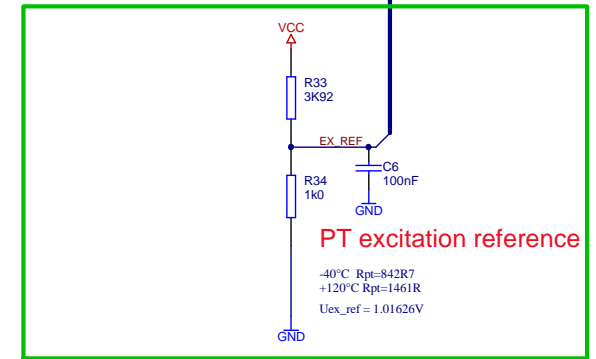 VCC
R33
3K92
EX_REF
C6
100nF
R34
1k0
GND
PT excitation reference
-40°C Rpt=842R7
+120°C Rpt=1461R
Uex_ref = 1.01626V
GND